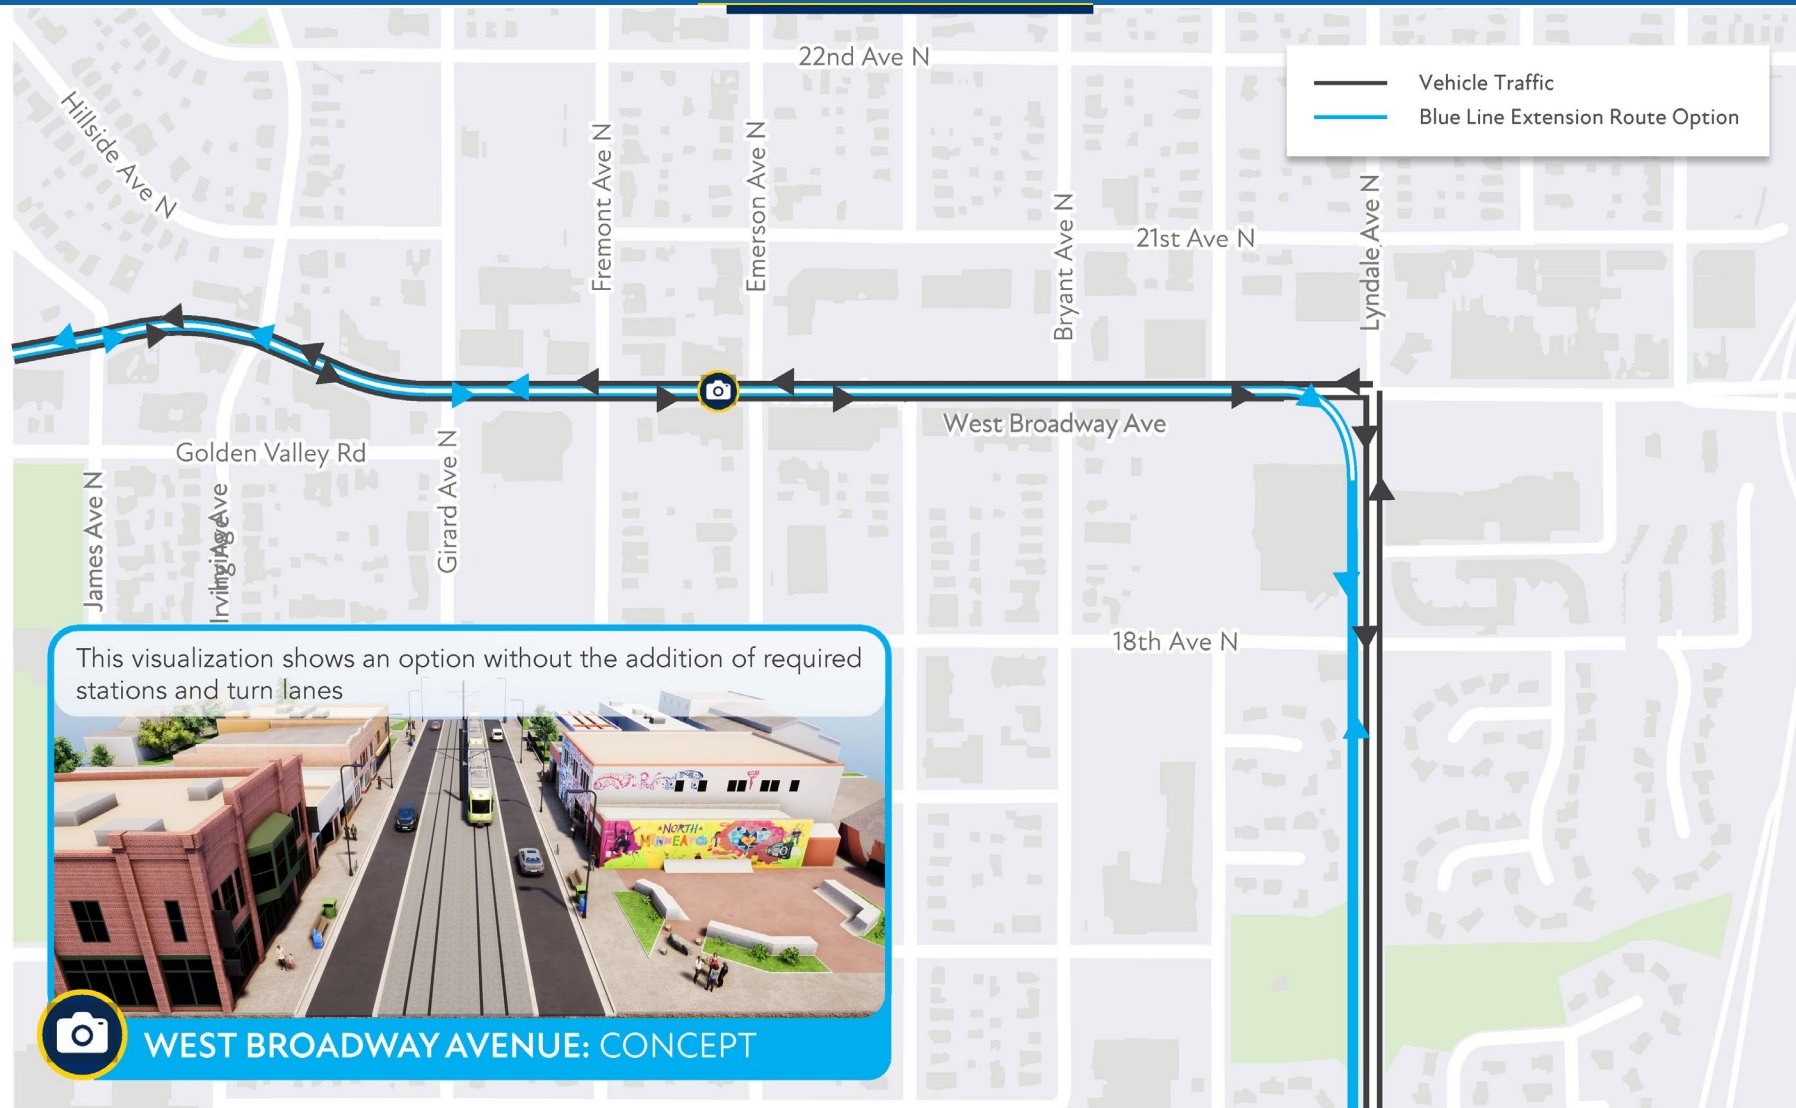 22nd Ave N
Vehicle Traffic
Blue Line Extension Route Option
Hillside Ave N
Fremont Ave N
Emerson Ave N
Bryant Ave N
21st Ave N
Lyndale Ave N
West Broadway Ave
Golden Valley Rd
James Ave N
Girard Ave N
18th Ave N
This visualization shows an option without the addition of required
stations and turn lanes
NORTH
WEST BROADWAY AVENUE: CONCEPT